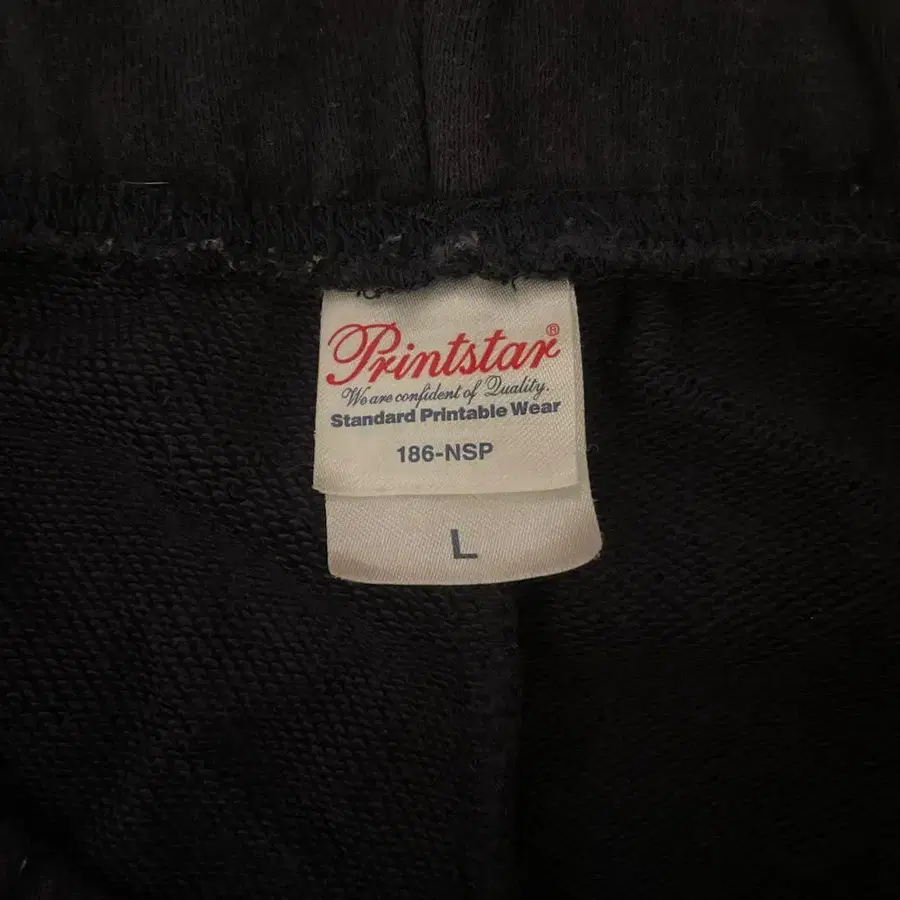 Printstar®
We are confident of Quality.
Standard Printable Wear
186-NSP
L